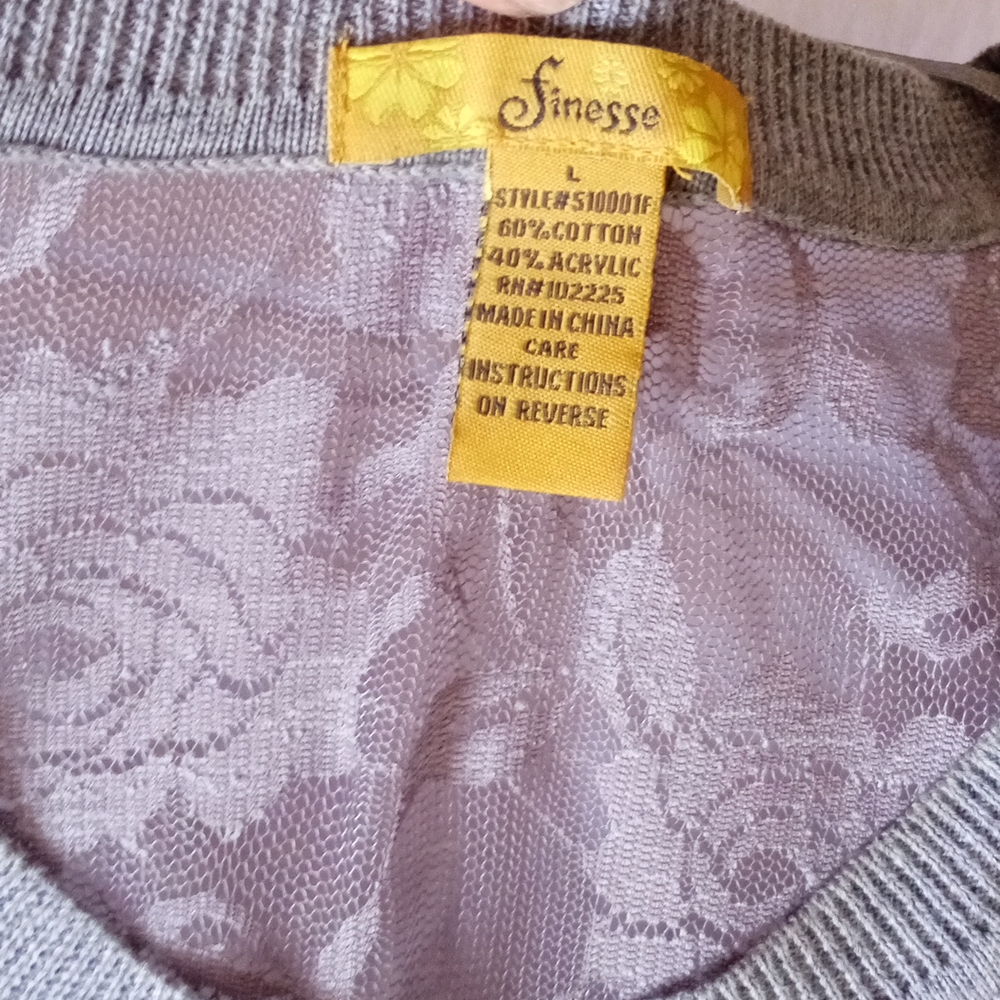 Finesse
L
STYLE#S10001F
60%COTTON
40% ACRYLIC
RN#102225
MADE IN CHINA
CARE
INSTRUCTIONS
ON REVERSE